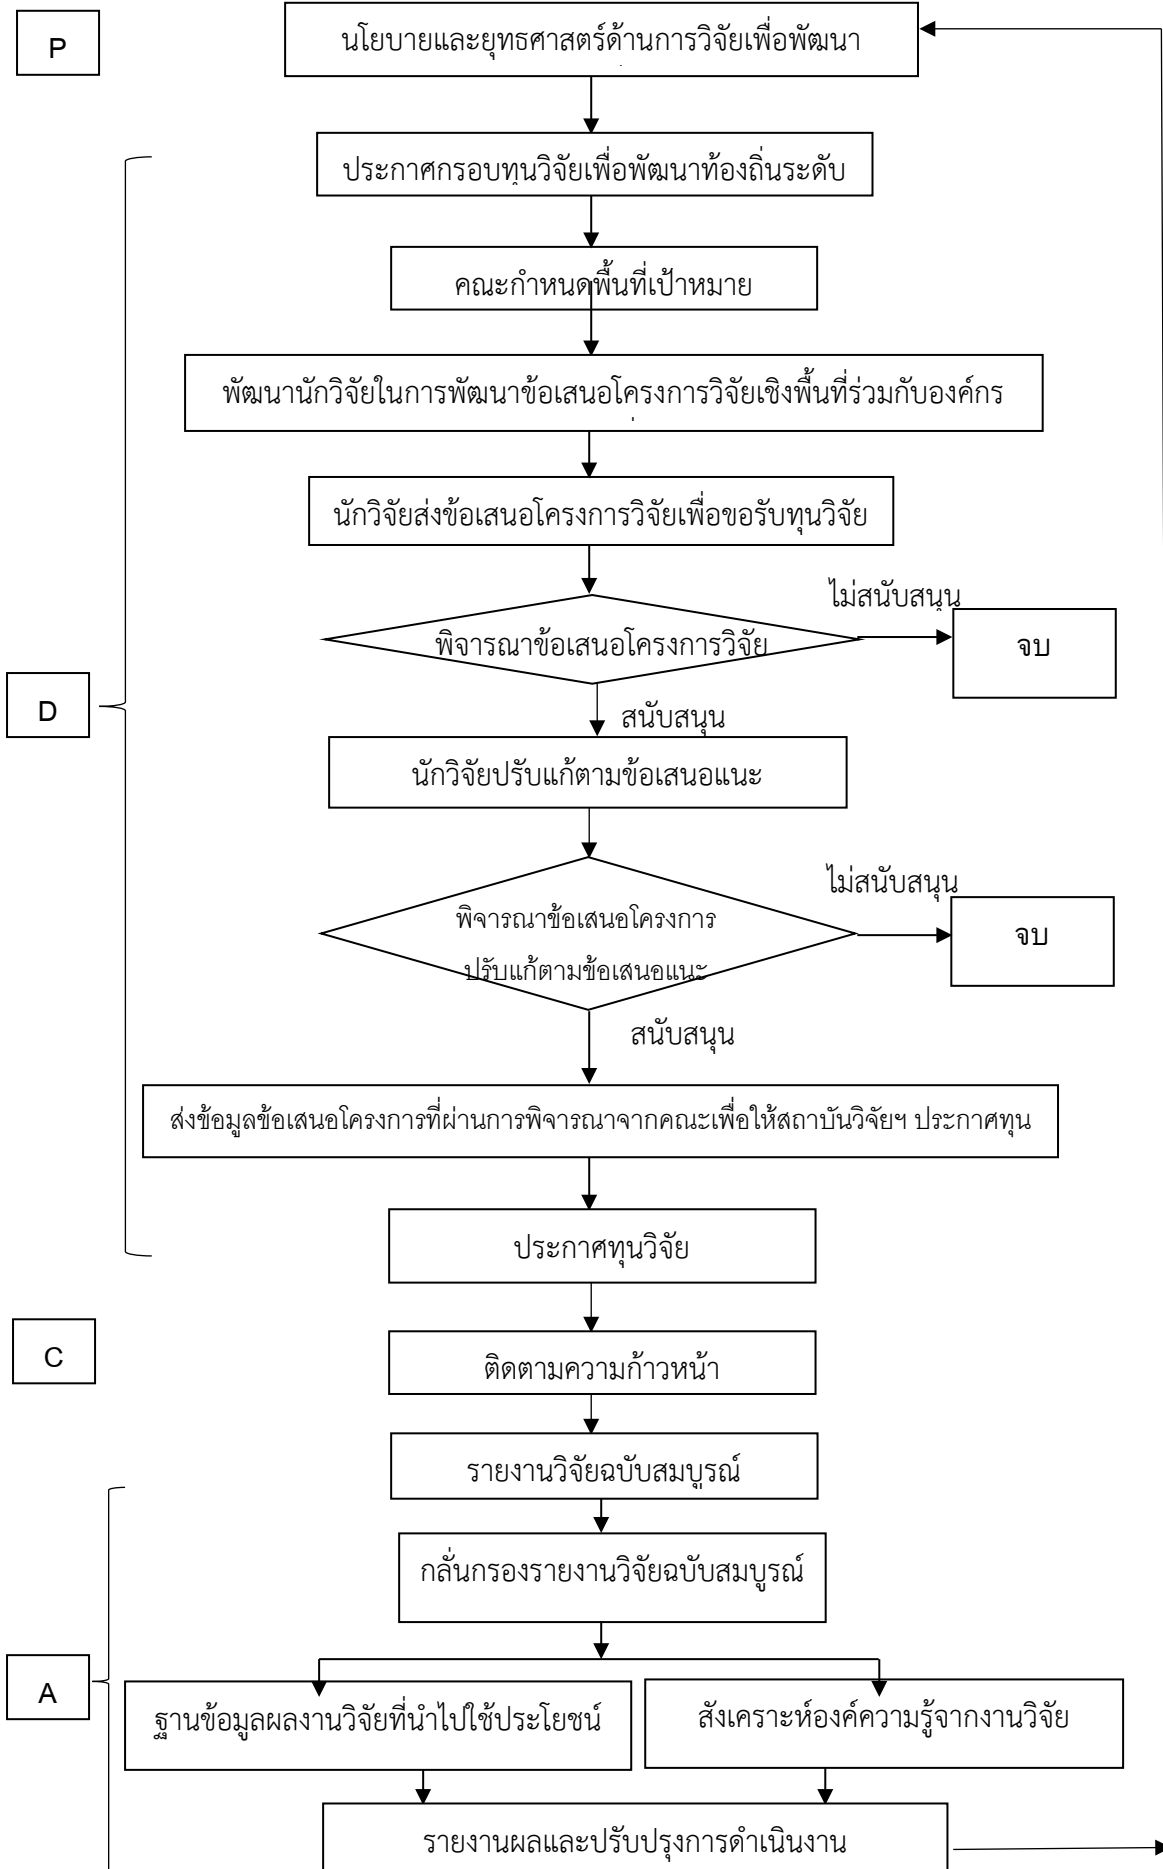 P
นโยบายและยุทธศาสตร์ด้านการวิจัยเพื่อพัฒนา
ประกาศกรอบทุนวิจัยเพื่อพัฒนาท้องถิ่นระดับ
คณะกำหนดพื้นที่เป้าหมาย
พัฒนานักวิจัยในการพัฒนาข้อเสนอโครงการวิจัยเชิงพื้นที่ร่วมกับองค์กร
นักวิจัยส่งข้อเสนอโครงการวิจัยเพื่อขอรับทุนวิจัย
ไม่สนับสนุน
พิจารณาข้อเสนอโครงการวิจัย
จบ
D
สนับสนุน
นักวิจัยปรับแก้ตามข้อเสนอแนะ
ไม่สนับสนุน
พิจารณาข้อเสนอโครงการ
ปรับแก้ตามข้อเสนอแนะ
จบ
สนับสนุน
ส่งข้อมูลข้อเสนอโครงการที่ผ่านการพิจารณาจากคณะเพื่อให้สถาบันวิจัยฯ ประกาศทุน
ประกาศทุนวิจัย
C
ติดตามความก้าวหน้า
รายงานวิจัยฉบับสมบูรณ์
กลั่นกรองรายงานวิจัยฉบับสมบูรณ์
A
ฐานข้อมูลผลงานวิจัยที่นำไปใช้ประโยชน์
สังเคราะห์องค์ความรู้จากงานวิจัย
รายงานผลและปรับปรุงการดำเนินงาน